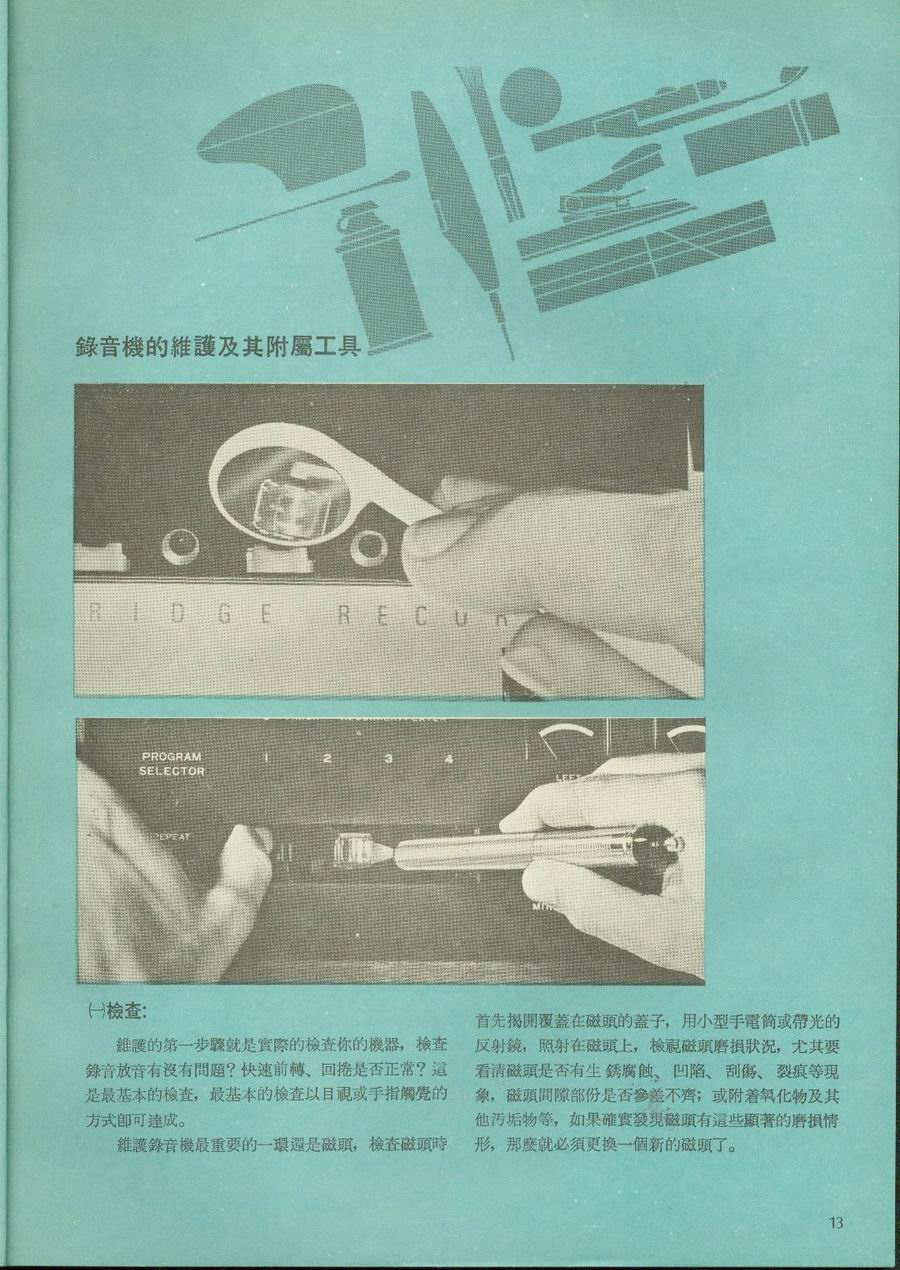 錄音機的維護及其附屬工具
RIDGE RECOR
PROGRAM
SELECTOR
1 2 3 4
LEFT
REPEAT
㈠檢查:
維護的第一步驟就是實際的檢查你的機器，檢查
錄音放音有沒有問題？快速前轉、回捲是否正常？這
是最基本的檢查，最基本的檢查以目視或手指觸覺的
方式卽可達成。
維護錄音機最重要的一環還是磁頭，檢查磁頭時
首先揭開覆蓋在磁頭的蓋子，用小型手電筒或帶光的
反射鏡，照射在磁頭上，檢視磁頭磨損狀況，尤其要
看清磁頭是否有生銹腐蝕、凹陷、刮傷、裂痕等現
象，磁頭間隙部份是否參差不齊；或附着氧化物及其
他汚垢物等，如果確實發現磁頭有這些顯著的磨損情
形，那麼就必須更換一個新的磁頭了。
13